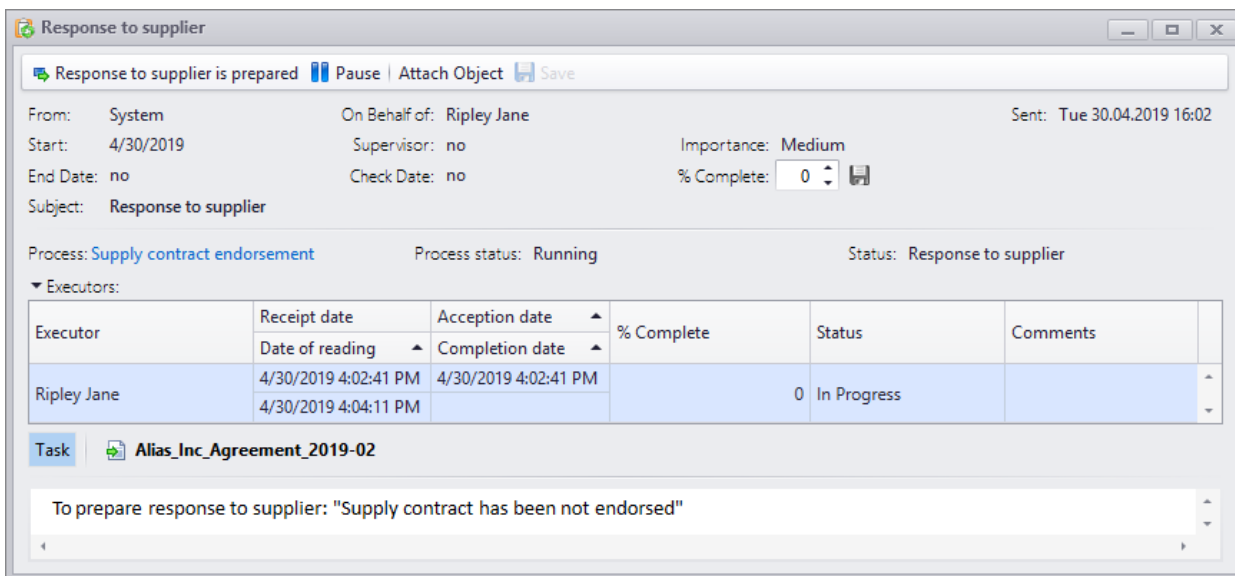 Response to supplier
Response to supplier is prepared Pause Attach Object Save
From: System On Behalf of: Ripley Jane Sent: Tue 30.04.2019 16:02
Start: 4/30/2019 Supervisor: no Importance: Medium
End Date: no Check Date: no % Complete: 0
Subject: Response to supplier
Process: Supply contract endorsement Process status: Running Status: Response to supplier
Executors:
Executor Receipt date Acception date % Complete Status Comments
Date of reading Completion date
Ripley Jane 4/30/2019 4:02:41 PM 4/30/2019 4:02:41 PM 0 In Progress
4/30/2019 4:04:11 PM
Task Alias_Inc_Agreement_2019-02
To prepare response to supplier: "Supply contract has been not endorsed"